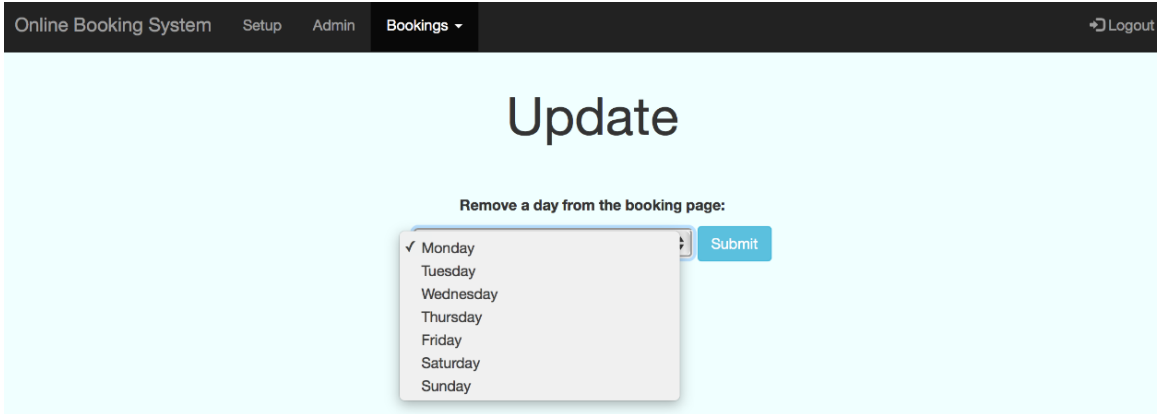 Online Booking System Setup Admin Bookings Logout
Update
Remove a day from the booking page:
✓ Monday Submit
Tuesday
Wednesday
Thursday
Friday
Saturday
Sunday